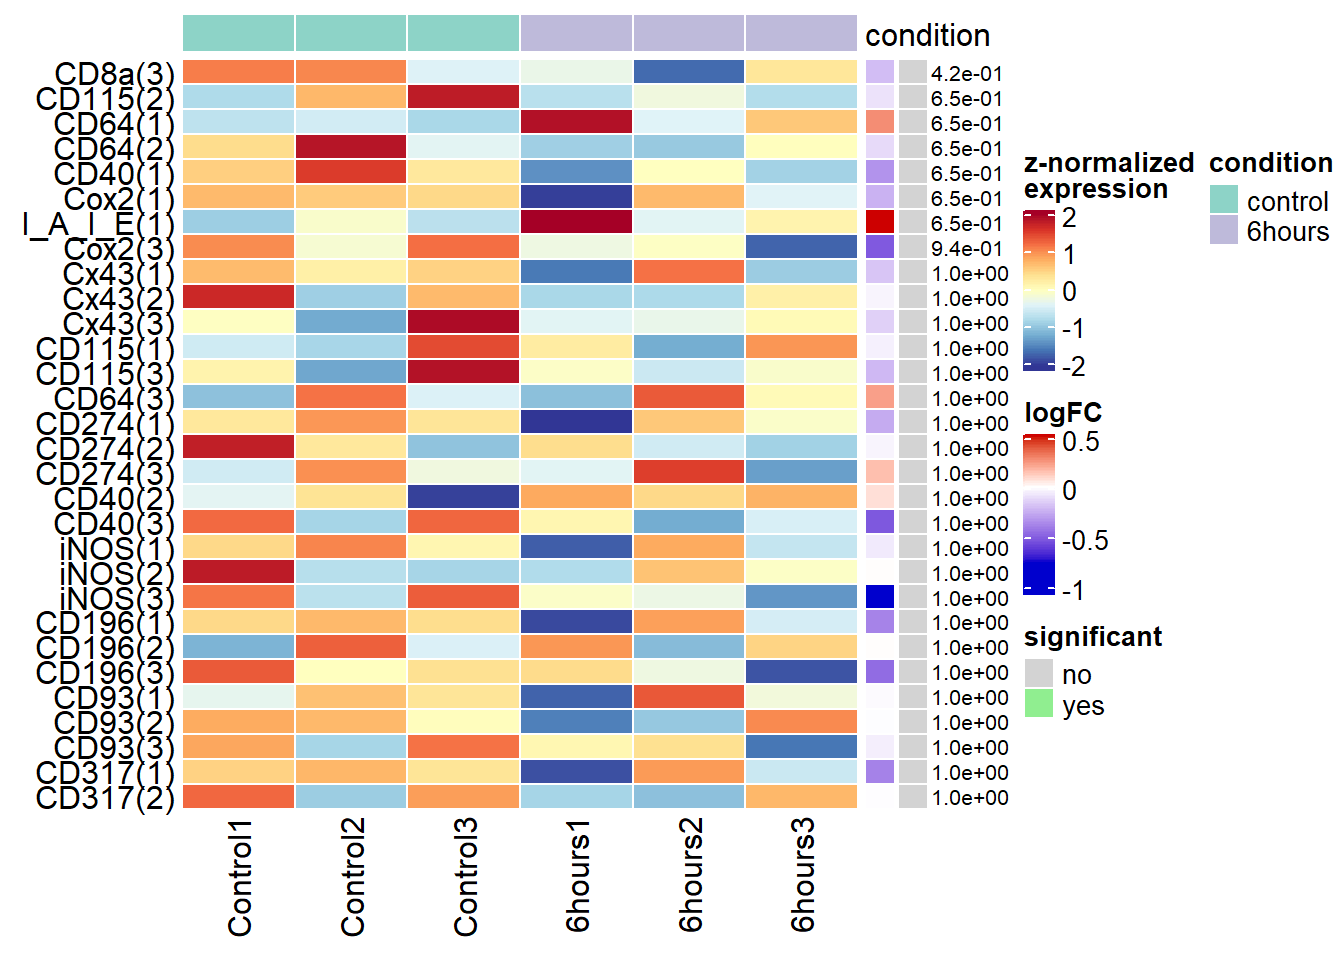 condition
CD8a(3) 4.2e-01
CD115(2) 6.5e-01
CD64(1) 6.5e-01
CD64(2) 6.5e-01
CD40(1) 6.5e-01
Cox2(1) 6.5e-01
I_A_I_E(1) 6.5e-01
Cox2(3) 9.4e-01
Cx43(1) 1.0e+00
Cx43(2) 1.0e+00
Cx43(3) 1.0e+00
CD115(1) 1.0e+00
CD115(3) 1.0e+00
CD64(3) 1.0e+00
CD274(1) 1.0e+00
CD274(2) 1.0e+00
CD274(3) 1.0e+00
CD40(2) 1.0e+00
CD40(3) 1.0e+00
iNOS(1) 1.0e+00
iNOS(2) 1.0e+00
iNOS(3) 1.0e+00
CD196(1) 1.0e+00
CD196(2) 1.0e+00
CD196(3) 1.0e+00
CD93(1) 1.0e+00
CD93(2) 1.0e+00
CD93(3) 1.0e+00
CD317(1) 1.0e+00
CD317(2) 1.0e+00
Control1 Control2 Control3 6hours1 6hours2 6hours3
z-normalized
expression
2
1
0
-1
-2
logFC
0.5
0
-0.5
-1
significant
no
yes
condition
control
6hours